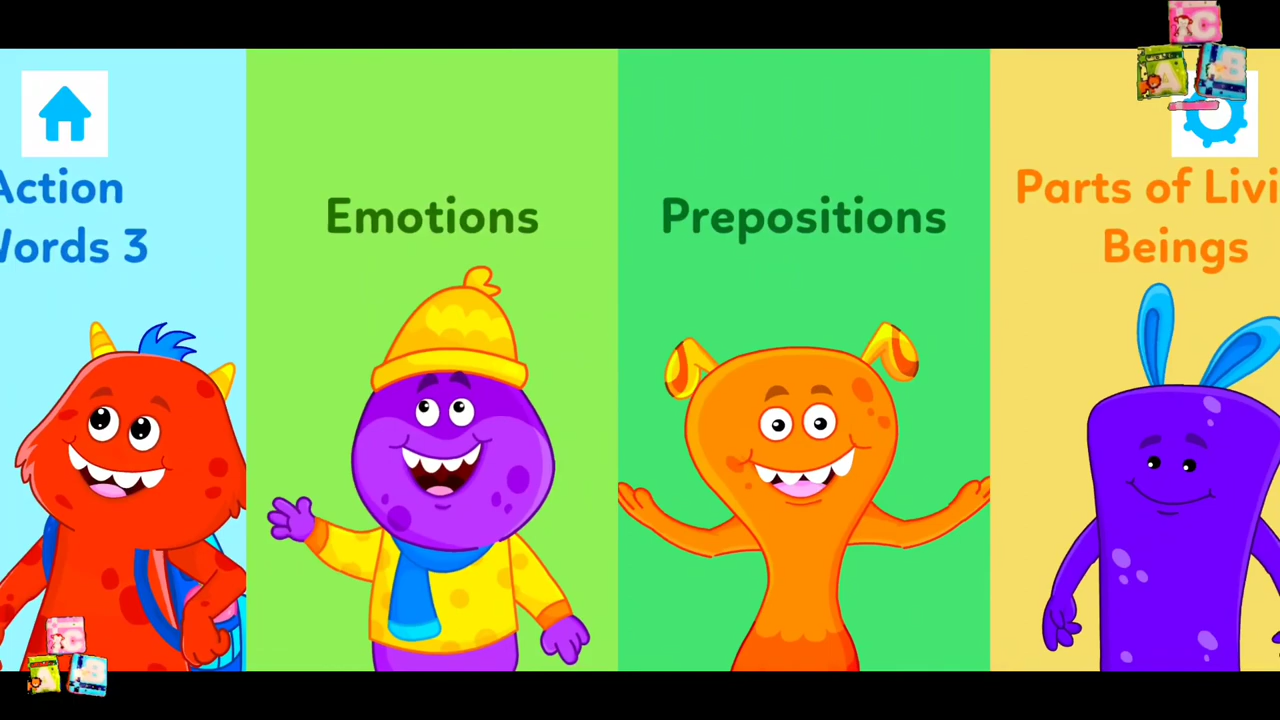 Action
Words 3
Emotions
Prepositions
Parts of Livi
Beings
C
A
B
C
A
B